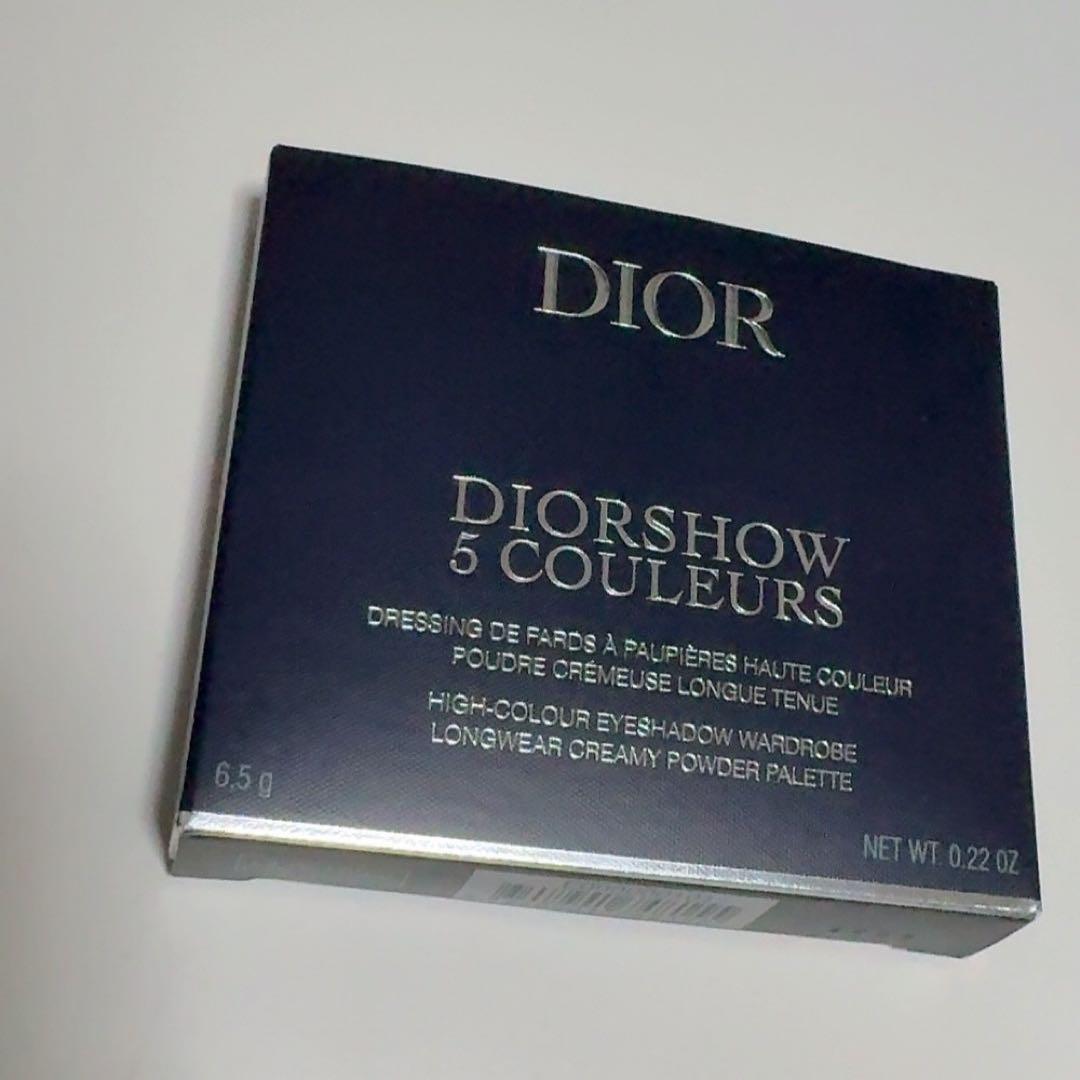 DIOR
DIORSHOW
5 COULEURS
DRESSING DE FARDS À PAUPIÈRES HAUTE COULEUR
POUDRE CRÉMEUSE LONGUE TENUE
HIGH-COLOUR EYESHADOW WARDROBE
LONGWEAR CREAMY POWDER PALETTE
6,5 g
NET WT. 0.22 OZ